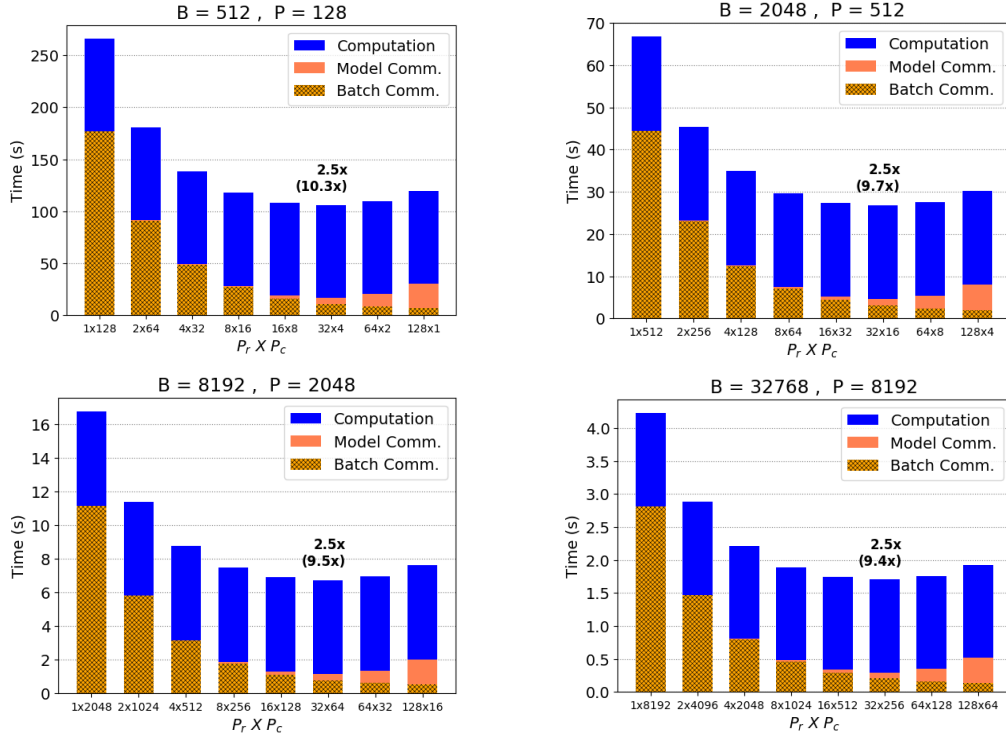 B = 512 , P = 128
Time (s)
250
200
150
100
50
0
Computation
Model Comm.
Batch Comm.
2.5x
(10.3x)
1x128 2x64 4x32 8x16 16x8 32x4 64x2 128x1
P_r X P_c
B = 2048 , P = 512
Time (s)
70
60
50
40
30
20
10
0
Computation
Model Comm.
Batch Comm.
2.5x
(9.7x)
1x512 2x256 4x128 8x64 16x32 32x16 64x8 128x4
P_r X P_c
B = 8192 , P = 2048
Time (s)
16
14
12
10
8
6
4
2
0
Computation
Model Comm.
Batch Comm.
2.5x
(9.5x)
1x2048 2x1024 4x512 8x256 16x128 32x64 64x32 128x16
P_r X P_c
B = 32768 , P = 8192
Time (s)
4.0
3.5
3.0
2.5
2.0
1.5
1.0
0.5
0.0
Computation
Model Comm.
Batch Comm.
2.5x
(9.4x)
1x8192 2x4096 4x2048 8x1024 16x512 32x256 64x128 128x64
P_r X P_c